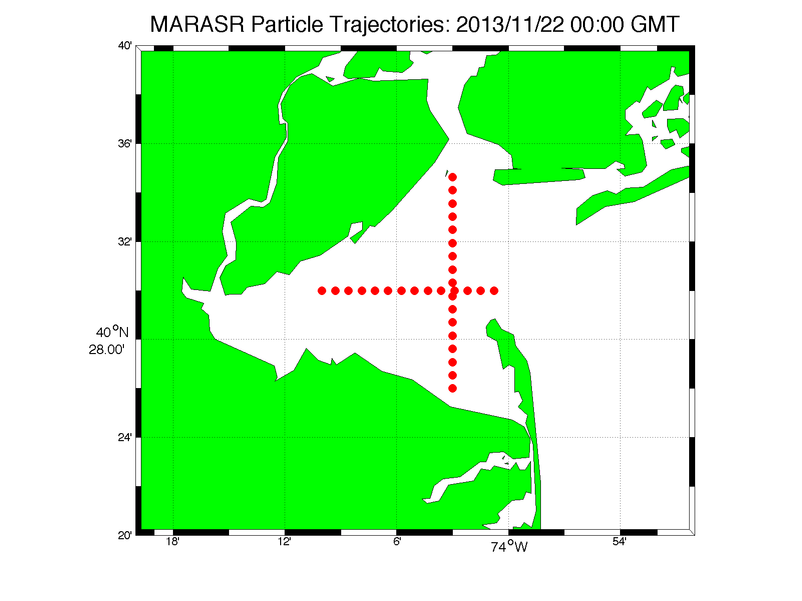 MARASR Particle Trajectories: 2013/11/22 00:00 GMT
40'
36'
32'
40°N
28.00'
24'
20'
18' 12' 6' 74°W 54'